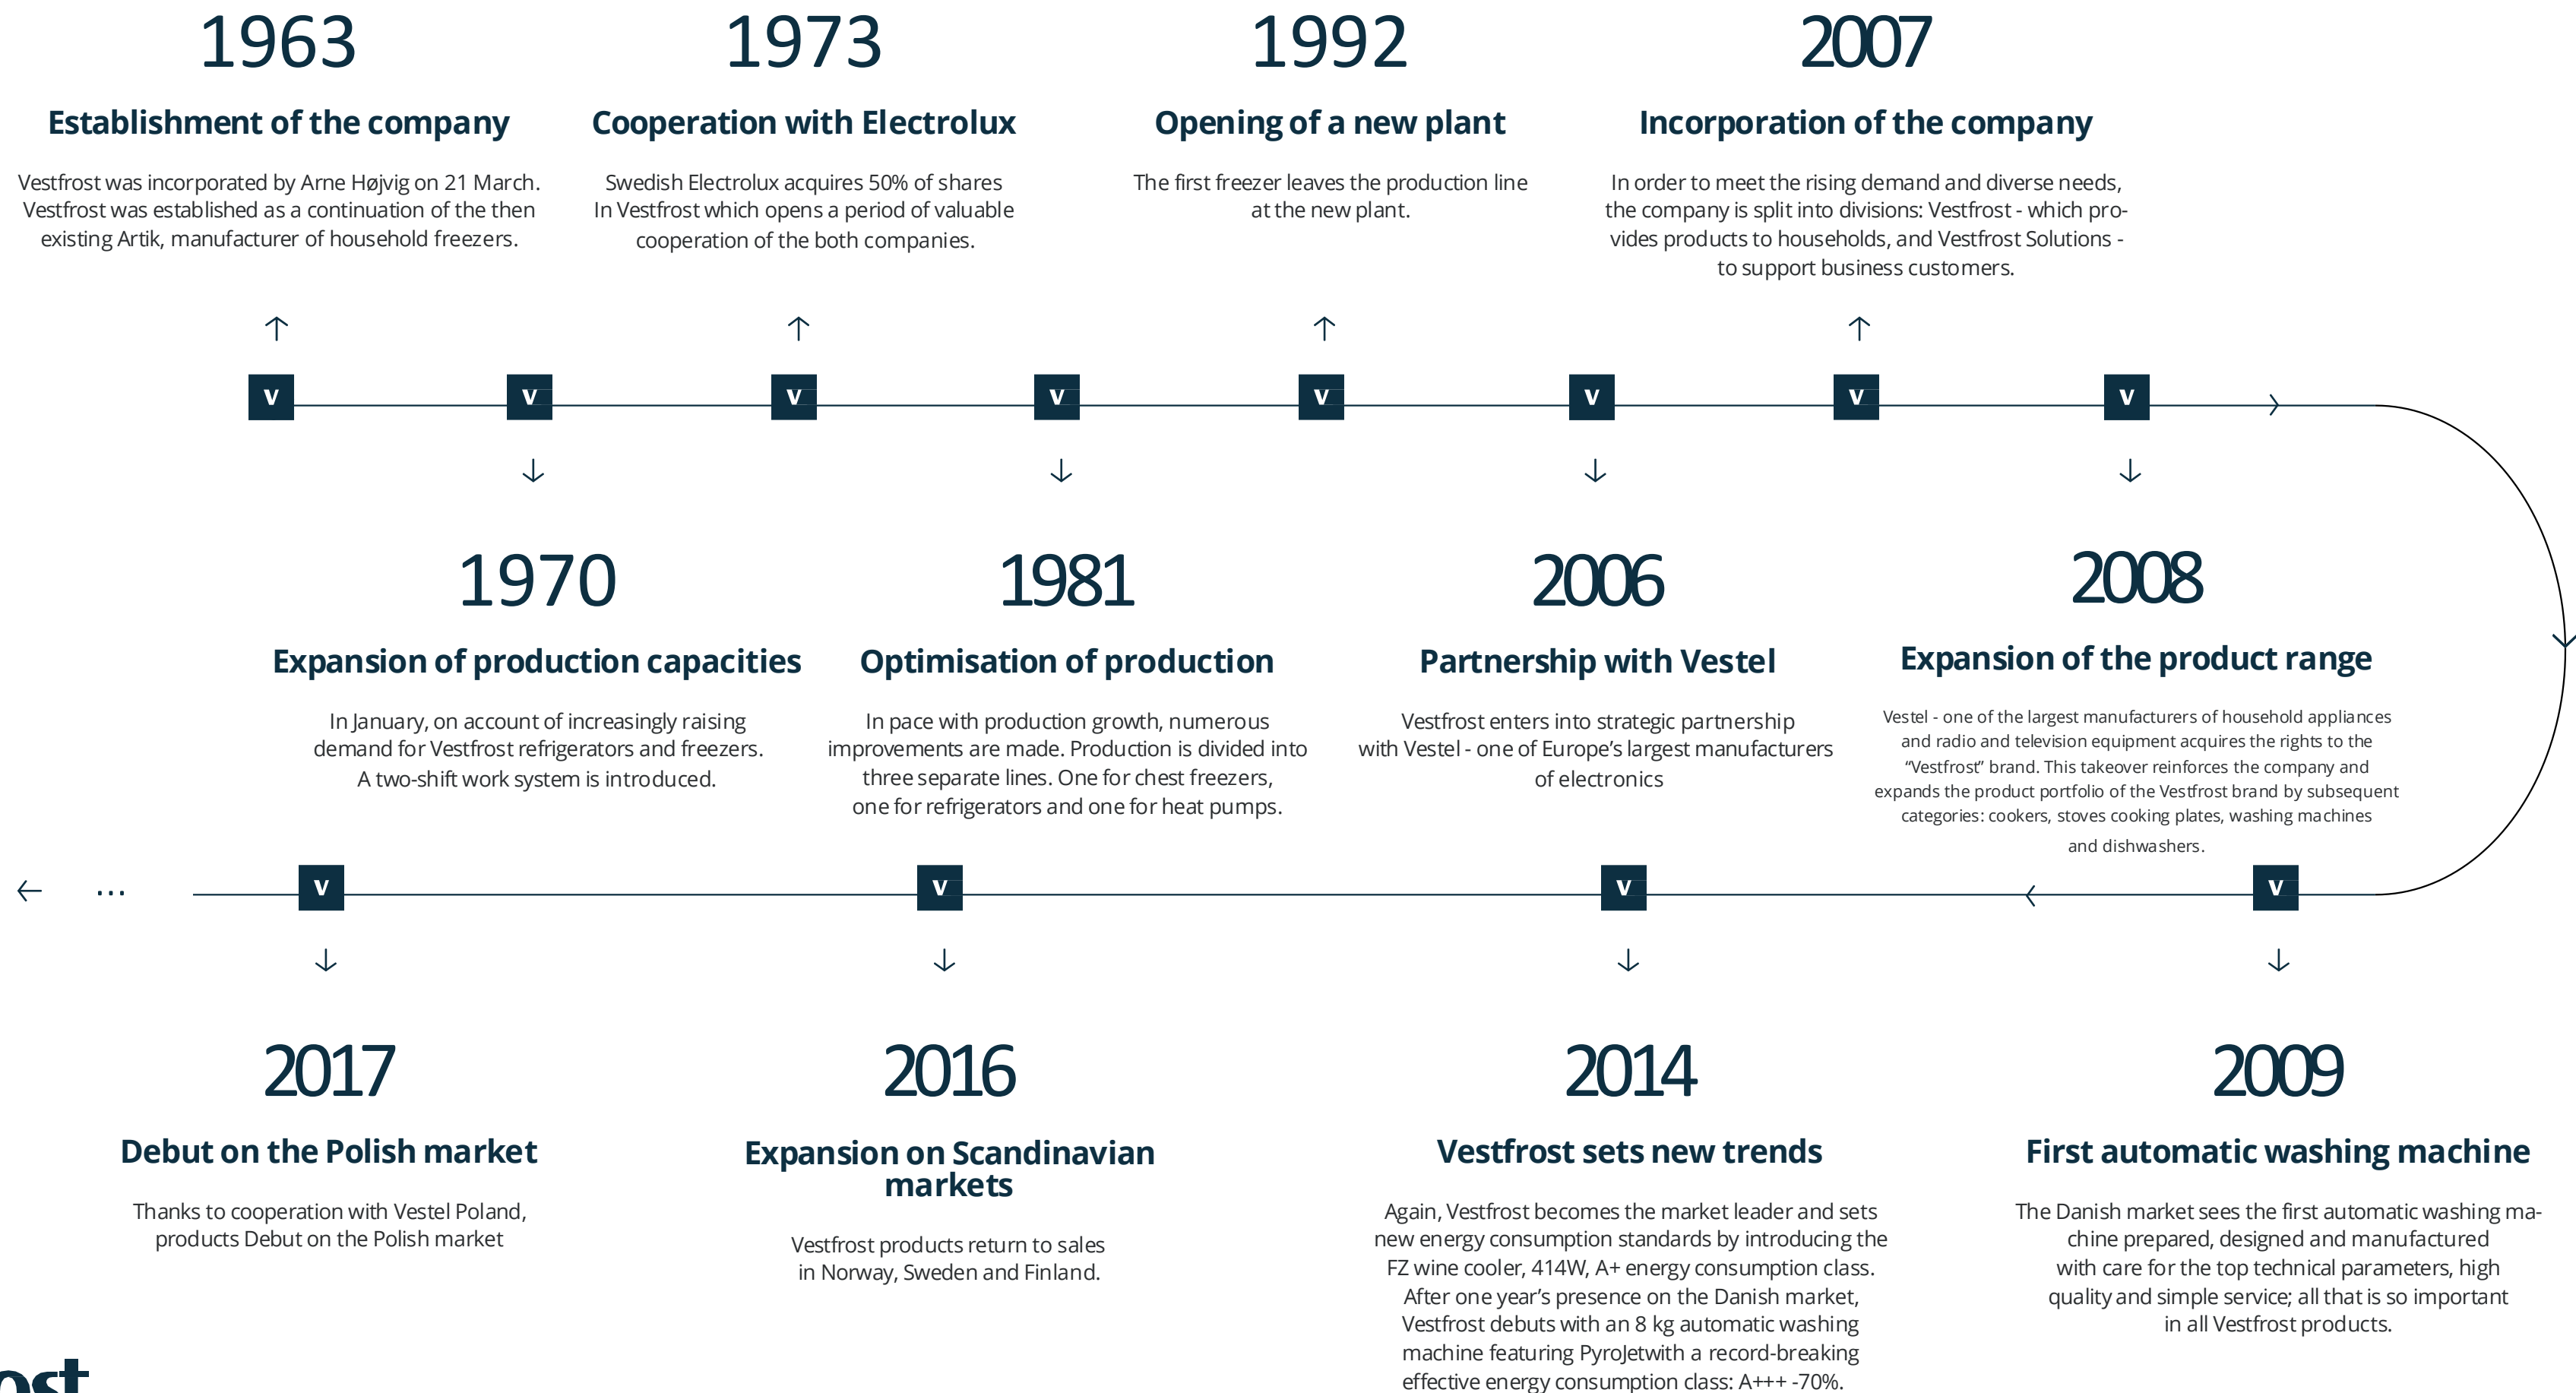 1963
Establishment of the company
Vestfrost was incorporated by Arne Højvig on 21 March.
Vestfrost was established as a continuation of the then
existing Artik, manufacturer of household freezers.
1973
Cooperation with Electrolux
Swedish Electrolux acquires 50% of shares
In Vestfrost which opens a period of valuable
cooperation of the both companies.
1992
Opening of a new plant
The first freezer leaves the production line
at the new plant.
2007
Incorporation of the company
In order to meet the rising demand and diverse needs,
the company is split into divisions: Vestfrost - which pro-
vides products to households, and Vestfrost Solutions -
to support business customers.
v v v v v v v v
1970
Expansion of production capacities
In January, on account of increasingly raising
demand for Vestfrost refrigerators and freezers.
A two-shift work system is introduced.
1981
Optimisation of production
In pace with production growth, numerous
improvements are made. Production is divided into
three separate lines. One for chest freezers,
one for refrigerators and one for heat pumps.
2006
Partnership with Vestel
Vestfrost enters into strategic partnership
with Vestel - one of Europe’s largest manufacturers
of electronics
2008
Expansion of the product range
Vestel - one of the largest manufacturers of household appliances
and radio and television equipment acquires the rights to the
“Vestfrost” brand. This takeover reinforces the company and
expands the product portfolio of the Vestfrost brand by subsequent
categories: cookers, stoves cooking plates, washing machines
and dishwashers.
... v v v v
2017
Debut on the Polish market
Thanks to cooperation with Vestel Poland,
products Debut on the Polish market
2016
Expansion on Scandinavian
markets
Vestfrost products return to sales
in Norway, Sweden and Finland.
2014
Vestfrost sets new trends
Again, Vestfrost becomes the market leader and sets
new energy consumption standards by introducing the
FZ wine cooler, 414W, A+ energy consumption class.
After one year’s presence on the Danish market,
Vestfrost debuts with an 8 kg automatic washing
machine featuring PyroJetwith a record-breaking
effective energy consumption class: A+++ -70%.
2009
First automatic washing machine
The Danish market sees the first automatic washing ma-
chine prepared, designed and manufactured
with care for the top technical parameters, high
quality and simple service; all that is so important
in all Vestfrost products.
ost